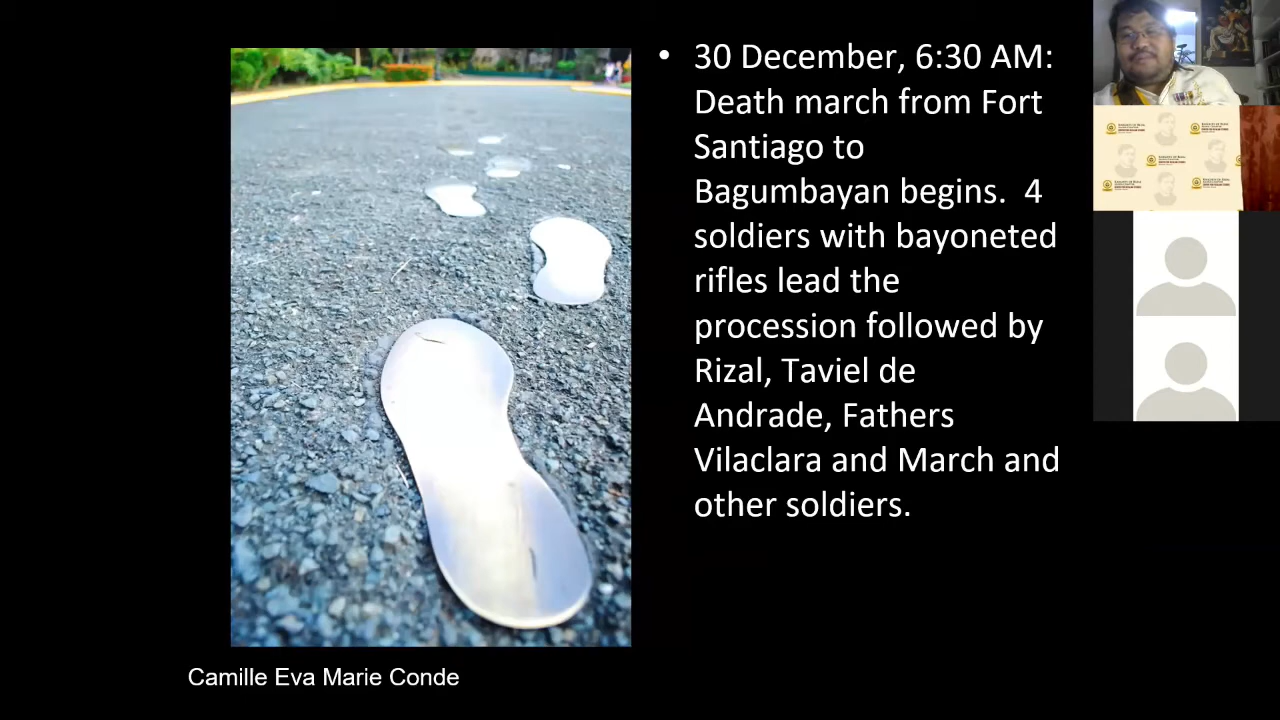 • 30 December, 6:30 AM:
Death march from Fort
Santiago to
Bagumbayan begins.  4
soldiers with bayoneted
rifles lead the
procession followed by
Rizal, Taviel de
Andrade, Fathers
Vilaclara and March and
other soldiers.
Camille Eva Marie Conde